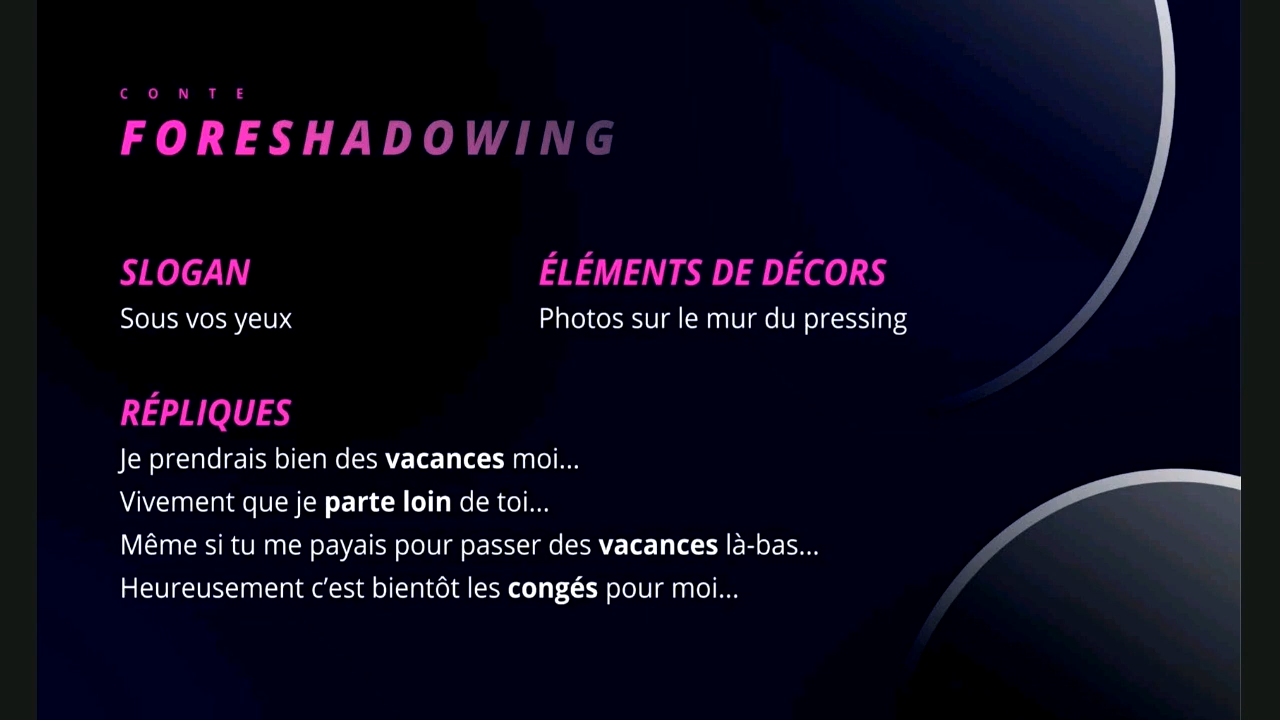 CONTE
FORESHADOWING
SLOGAN
Sous vos yeux
ÉLÉMENTS DE DÉCORS
Photos sur le mur du pressing
RÉPLIQUES
Je prendrais bien des vacances moi...
Vivement que je parte loin de toi...
Même si tu me payais pour passer des vacances là-bas...
Heureusement c’est bientôt les congés pour moi...